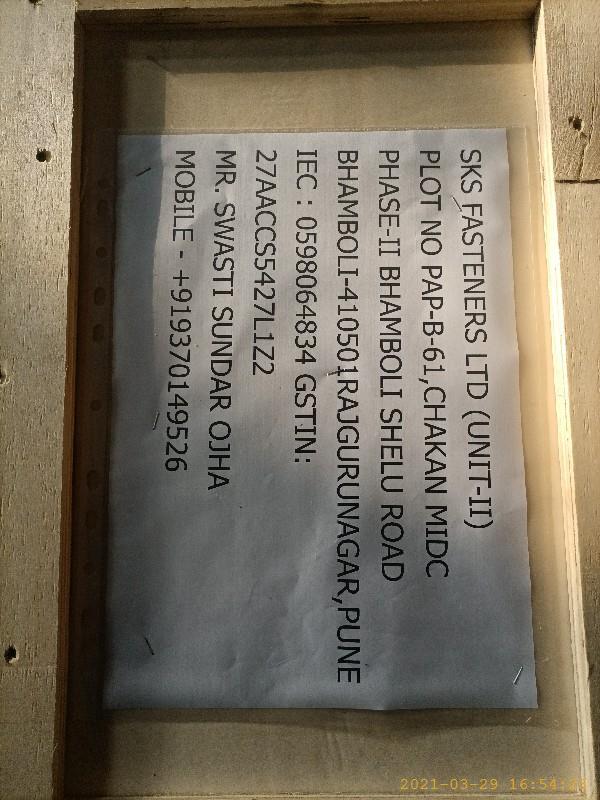 SKS FASTENERS LTD (UNIT-II)
PLOT NO PAP-B-61,CHAKAN MIDC
PHASE-II BHAMBOLI SHELU ROAD
BHAMBOLI-410501RAJGURUNAGAR,PUNE
IEC : 0598064834 GSTIN:
27AACCS5427L1Z2
MR. SWASTI SUNDAR OJHA
MOBILE - +919370149526
2021-03-29 16:54